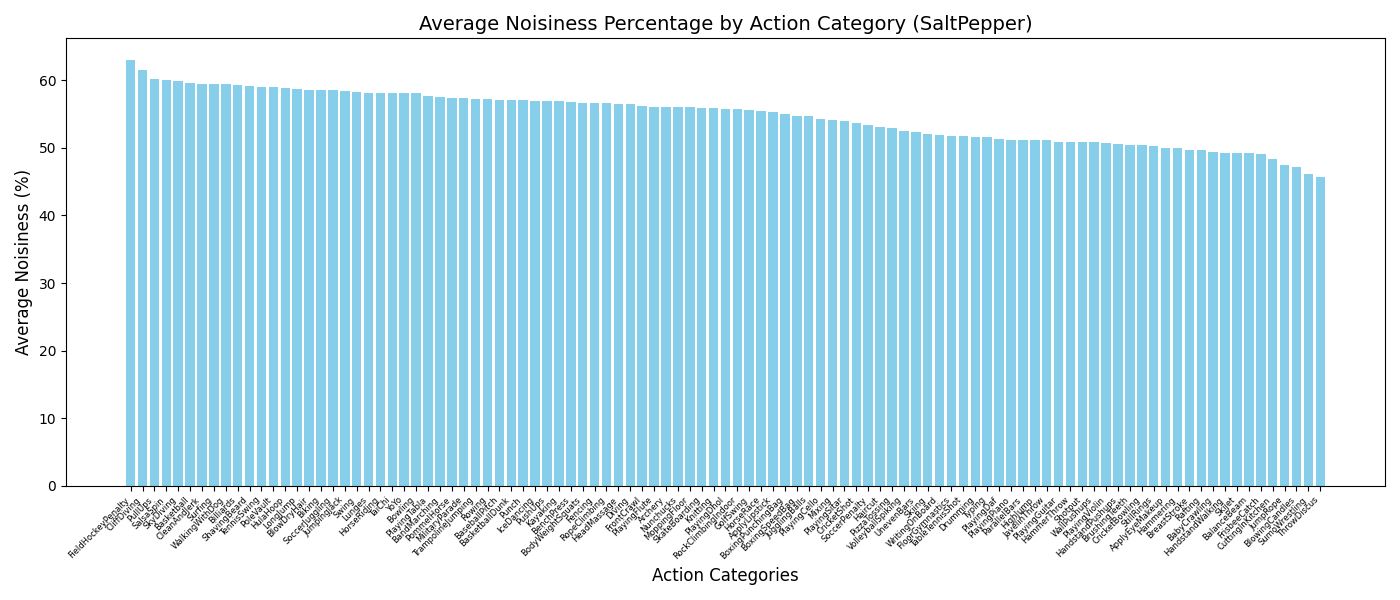 Average Noisiness Percentage by Action Category (SaltPepper)
Average Noisiness (%)
60
50
40
30
20
10
0
FieldHockeyPenalty
CliffDiving
PullUps
SalsaSpin
SkyDiving
Basketball
CleanAndJerk
Surfing
WalkingWithDog
Billiards
ShavingBeard
TennisSwing
PoleVault
HulaHoop
LongJump
BlowDryHair
Biking
SoccerJuggling
JumpingJack
Swing
Lunges
HorseRiding
TaiChi
YoYo
Bowling
PlayingTabla
BandMarching
PommelHorse
MilitaryParade
TrampolineJumping
Rowing
BaseballPitch
BasketballDunk
Punch
IceDancing
PushUps
Kayaking
BenchPress
BodyWeightSquats
Fencing
RopeClimbing
HeadMassage
Diving
FrontCrawl
PlayingFlute
Archery
Nunchucks
MoppingFloor
SkateBoarding
Knitting
PlayingDhol
RockClimbingIndoor
GolfSwing
HorseRace
ApplyLipstick
BoxingPunchingBag
BoxingSpeedBag
JugglingBalls
PlayingCello
Mixing
PlayingSitar
CricketShot
SoccerPenalty
Haircut
PizzaTossing
VolleyballSpiking
UnevenBars
Rafting
WritingOnBoard
FloorGymnastics
TableTennisShot
Drumming
Typing
PlayingDaf
PlayingPiano
ParallelBars
HighJump
JavelinThrow
PlayingGuitar
HammerThrow
Shotput
WallPushups
PlayingViolin
HandstandPushups
BrushingTeeth
CricketBowling
StillRings
ApplyEyeMakeup
Hammering
BreastStroke
BabyCrawling
HandstandWalking
Skijet
BalanceBeam
FrisbeeCatch
CuttingInKitchen
JumpRope
BlowingCandles
SumoWrestling
ThrowDiscus
Action Categories